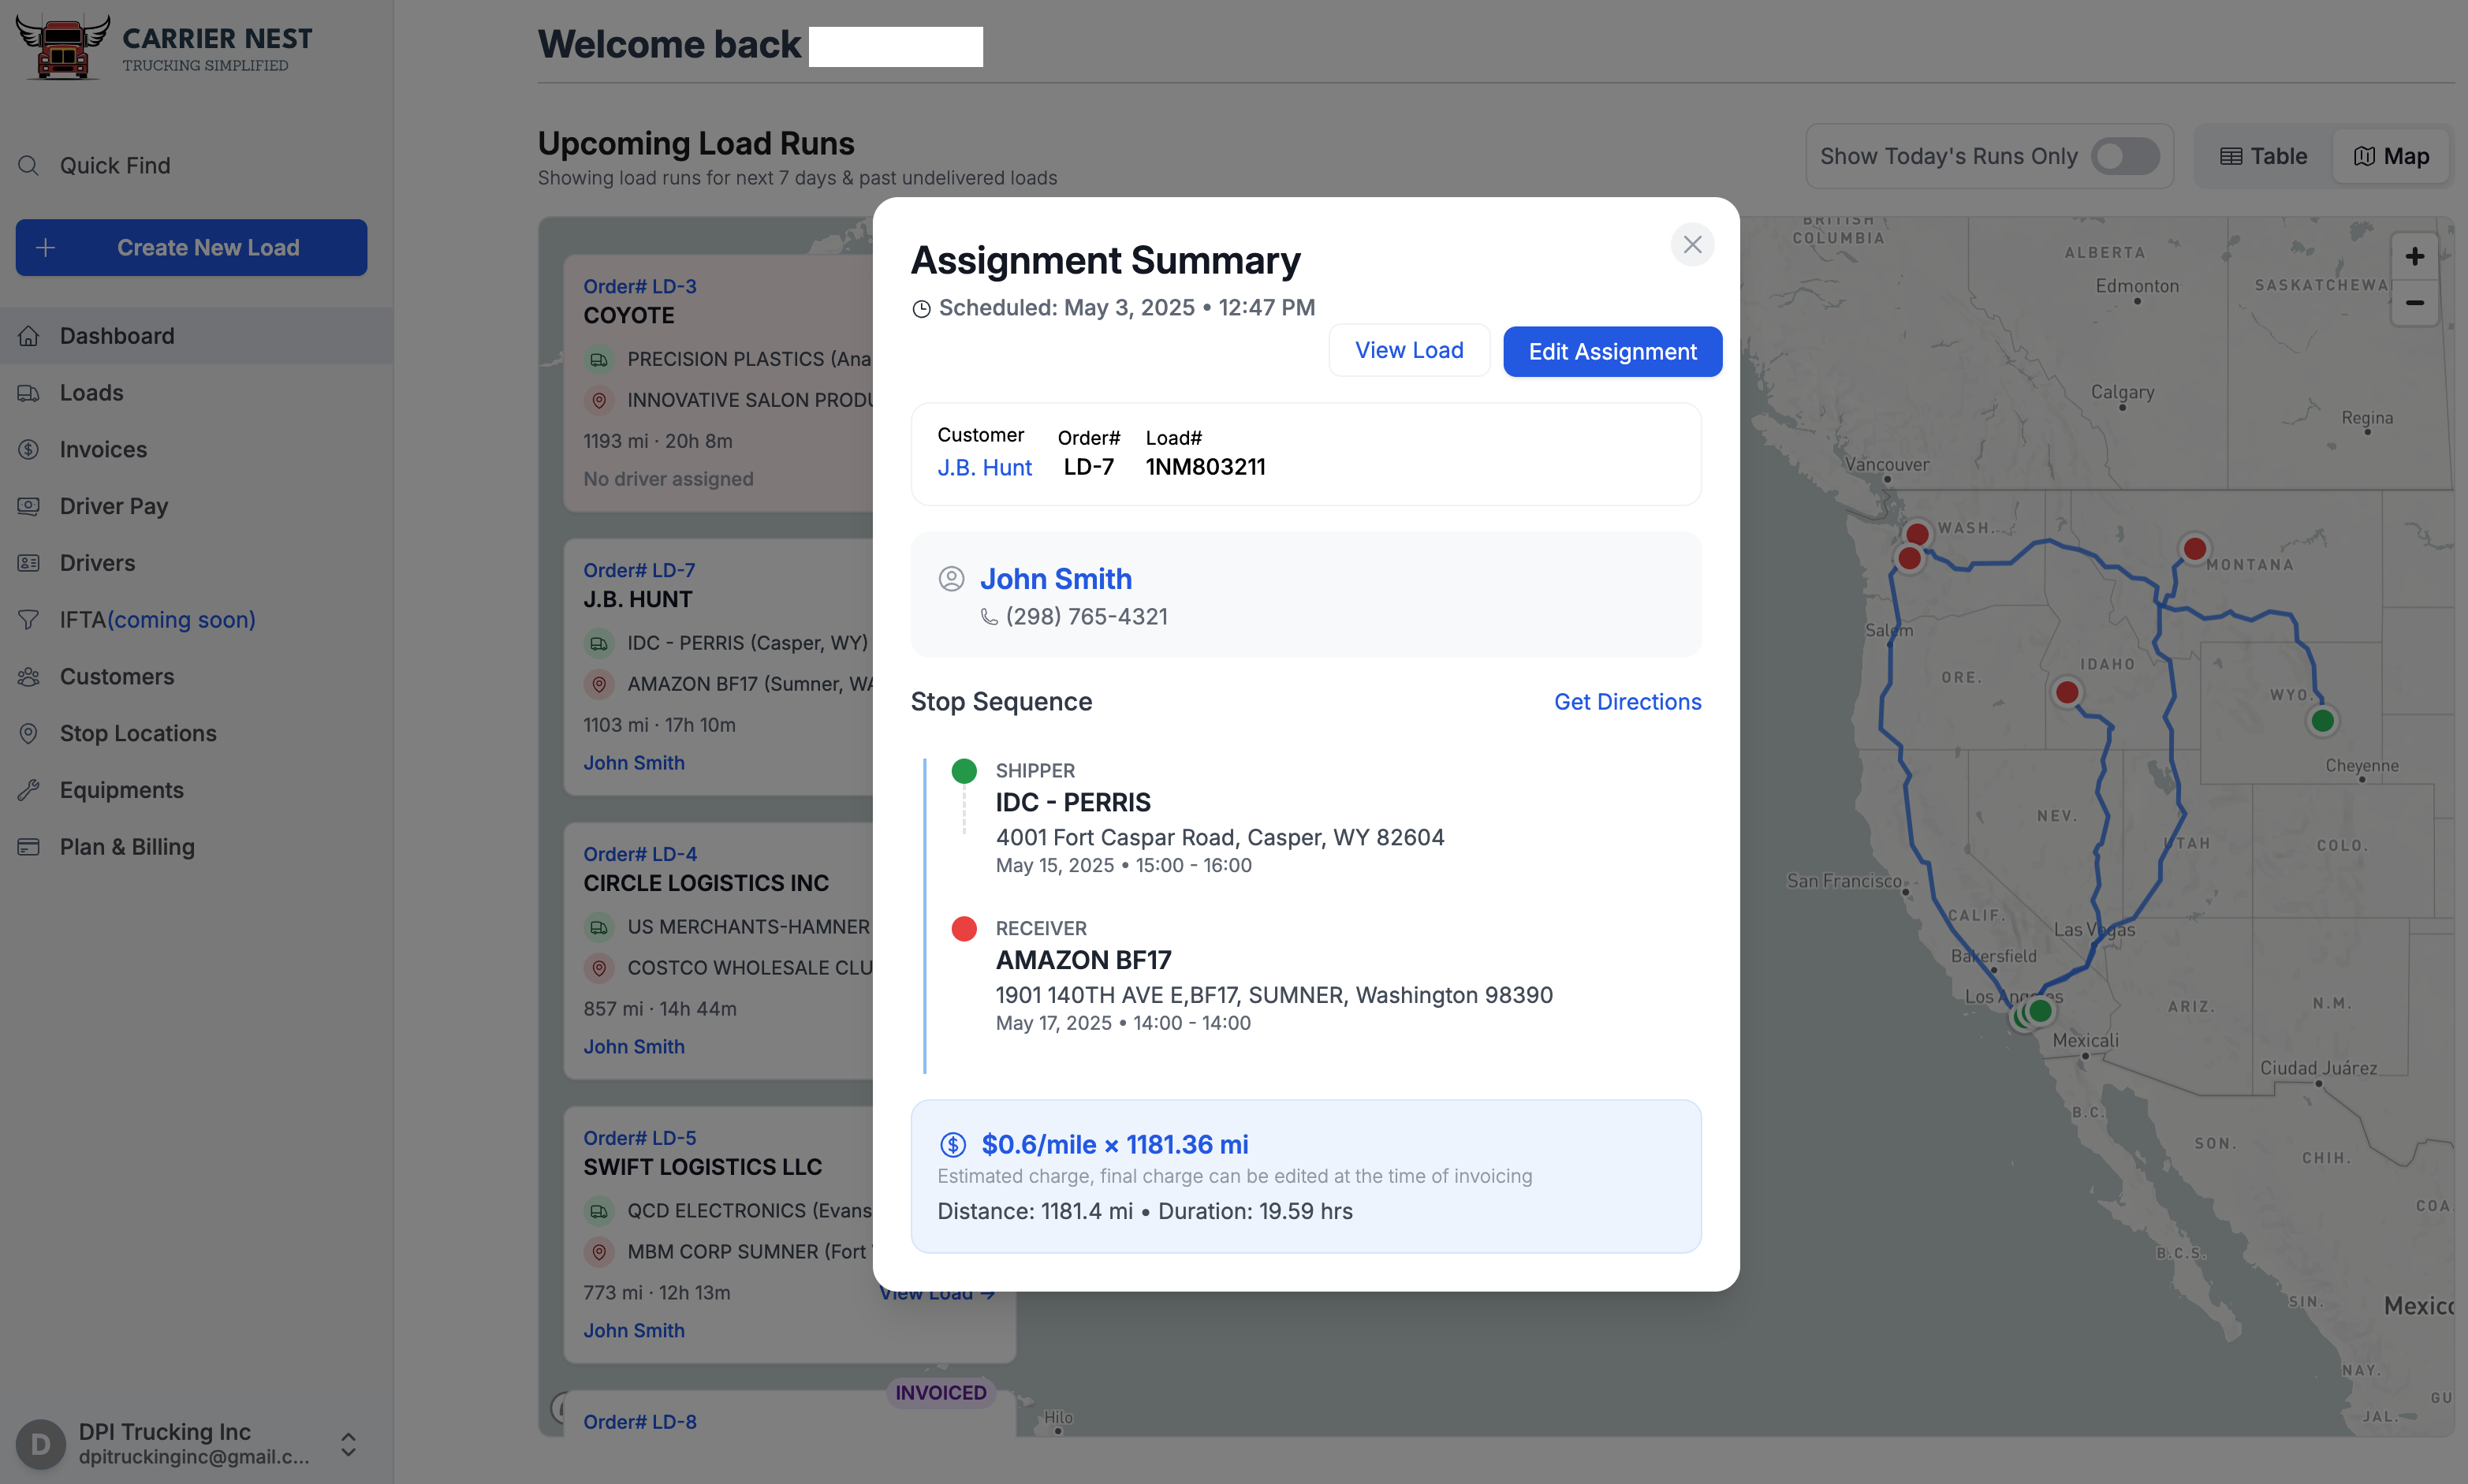 CARRIER NEST
TRUCKING SIMPLIFIED
Quick Find
Create New Load
Dashboard
Loads
Invoices
Driver Pay
Drivers
IFTA(coming soon)
Customers
Stop Locations
Equipments
Plan & Billing
D
DPI Trucking Inc
dpitruckinginc@gmail.c...
Welcome back
Upcoming Load Runs
Showing load runs for next 7 days & past undelivered loads
Show Today's Runs Only
Table
Map
Order# LD-3
COYOTE
PRECISION PLASTICS (Ana
INNOVATIVE SALON PRODU
1193 mi · 20h 8m
No driver assigned
Order# LD-7
J.B. HUNT
IDC - PERRIS (Casper, WY)
AMAZON BF17 (Sumner, WA
1103 mi · 17h 10m
John Smith
Order# LD-4
CIRCLE LOGISTICS INC
US MERCHANTS-HAMNER
COSTCO WHOLESALE CLU
857 mi · 14h 44m
John Smith
Order# LD-5
SWIFT LOGISTICS LLC
QCD ELECTRONICS (Evans
MBM CORP SUMNER (Fort
773 mi · 12h 13m
View Load →
John Smith
INVOICED
Order# LD-8
Assignment Summary
Scheduled: May 3, 2025 • 12:47 PM
View Load
Edit Assignment
Customer
J.B. Hunt
Order#
LD-7
Load#
1NM803211
John Smith
(298) 765-4321
Stop Sequence
Get Directions
SHIPPER
IDC - PERRIS
4001 Fort Caspar Road, Casper, WY 82604
May 15, 2025 • 15:00 - 16:00
RECEIVER
AMAZON BF17
1901 140TH AVE E,BF17, SUMNER, Washington 98390
May 17, 2025 • 14:00 - 14:00
$0.6/mile × 1181.36 mi
Estimated charge, final charge can be edited at the time of invoicing
Distance: 1181.4 mi • Duration: 19.59 hrs
BRITISH
COLUMBIA
ALBERTA
Edmonton
SASKATCHEWA
+
−
Calgary
Regina
Vancouver
WASH.
MONTANA
Salem
IDAHO
ORE.
WYO.
Cheyenne
NEV.
UTAH
COLO.
San Francisco
CALIF.
Las Vegas
Bakersfield
Los Angeles
ARIZ.
N.M.
Mexicali
Ciudad Juárez
B.C.
SON.
CHIH.
COA.
B.C.S.
SIN.
Mexico
NAY.
GU
JAL.
Hilo